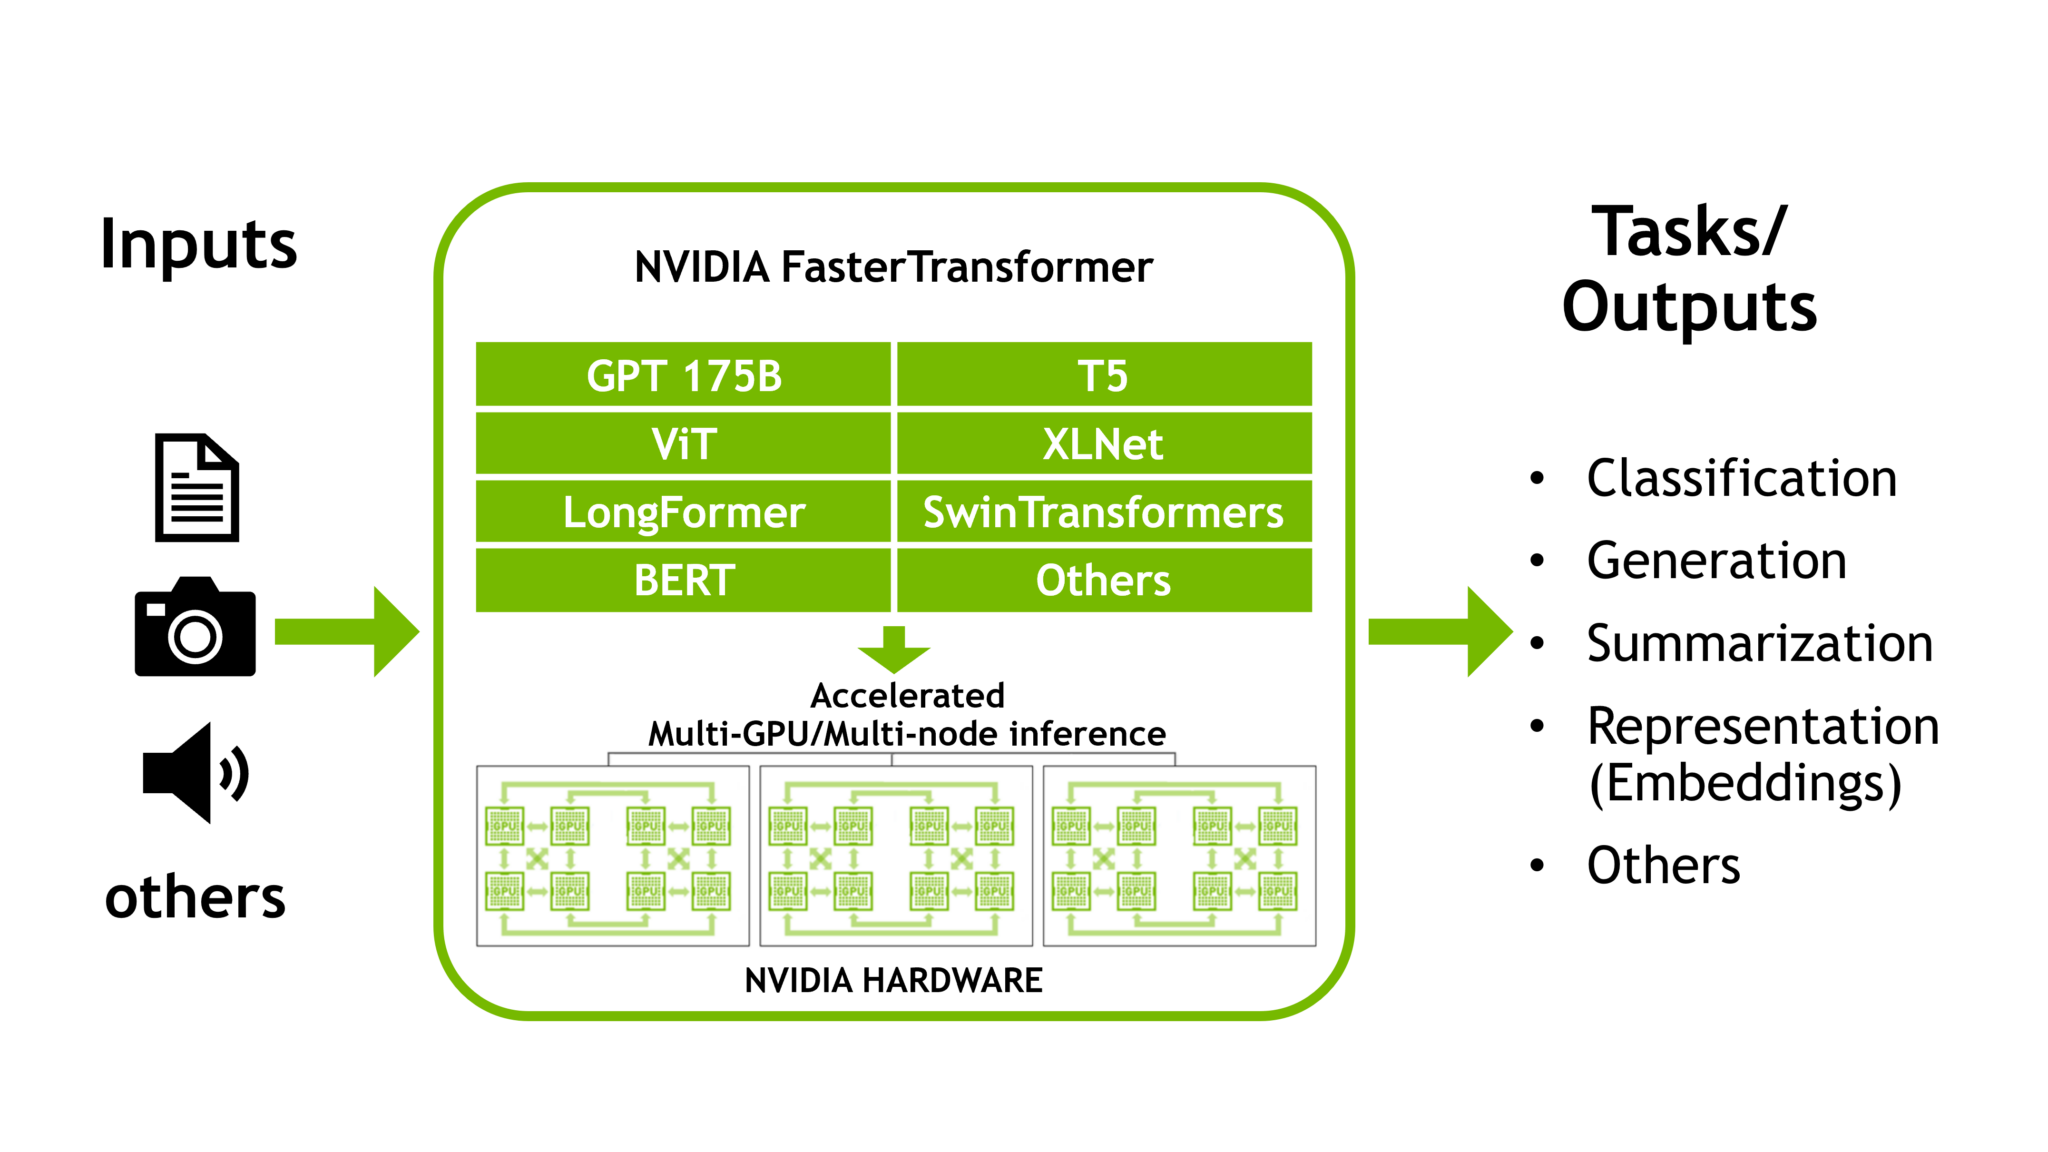 Inputs
others
NVIDIA FasterTransformer
GPT 175B
T5
ViT
XLNet
LongFormer
SwinTransformers
BERT
Others
Accelerated
Multi-GPU/Multi-node inference
GPU GPU GPU GPU
GPU GPU GPU GPU
GPU GPU GPU GPU
GPU GPU GPU GPU
GPU GPU GPU GPU
GPU GPU GPU GPU
NVIDIA HARDWARE
Tasks/
Outputs
• Classification
• Generation
• Summarization
• Representation
(Embeddings)
• Others